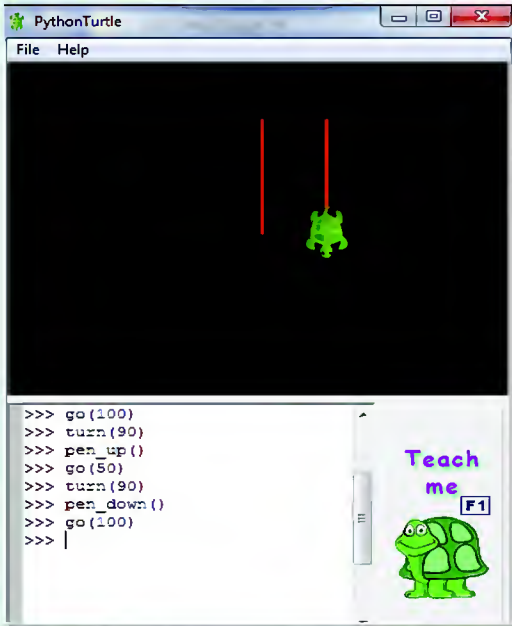 PythonTurtle
File Help
>>> go(100)
>>> turn(90)
>>> pen_up()
>>> go(50)
>>> turn(90)
>>> pen_down()
>>> go(100)
>>>
Teach
me
F1